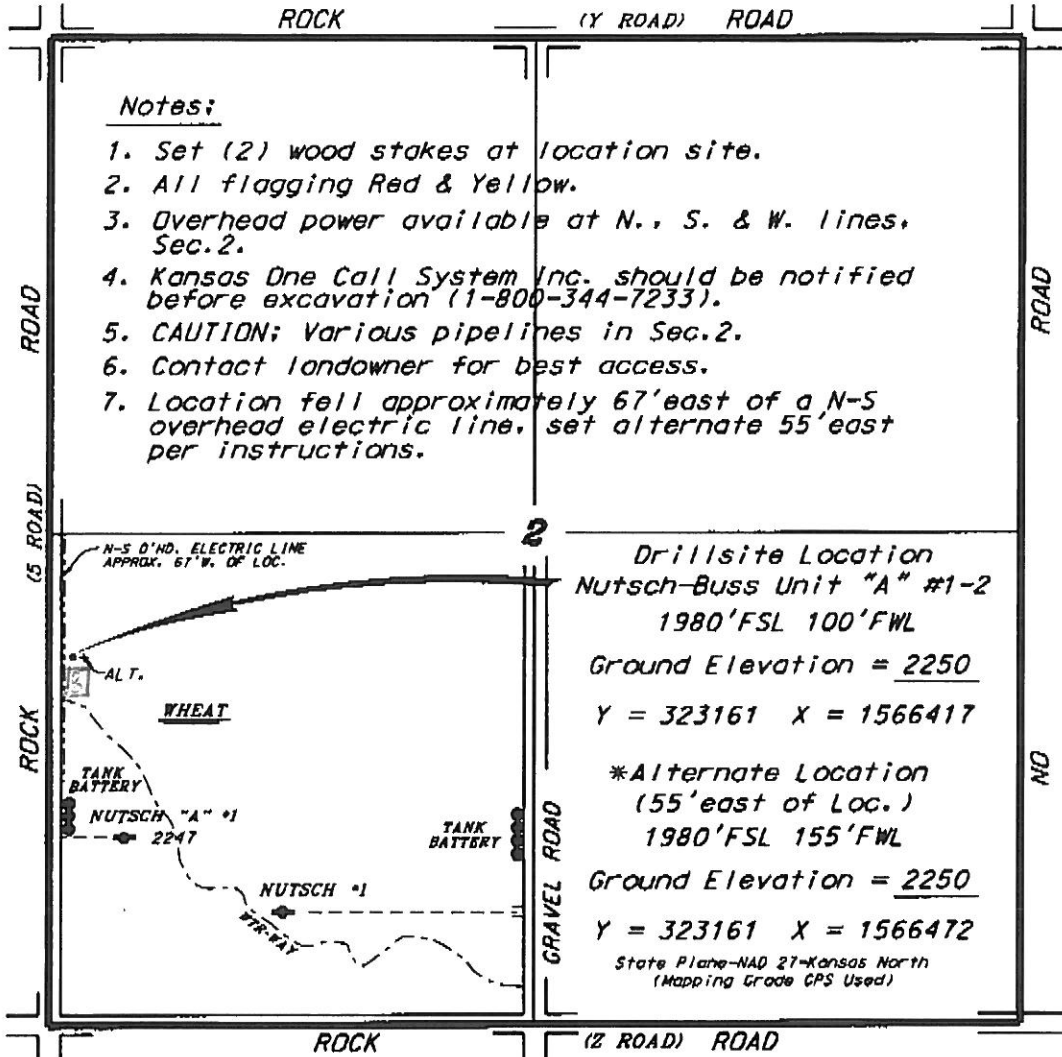 ROCK (Y ROAD) ROAD
Notes:
1. Set (2) wood stakes at location site.
2. All flagging Red & Yellow.
3. Overhead power available at N., S. & W. lines,
Sec.2.
4. Kansas One Call System Inc. should be notified
before excavation (1-800-344-7233).
5. CAUTION: Various pipelines in Sec.2.
6. Contact landowner for best access.
7. Location fell approximately 67'east of a N-S
overhead electric line, set alternate 55'east
per instructions.
ROCK (5 ROAD) ROAD
NO ROAD
2
N-S O'HD. ELECTRIC LINE
APPROX. 67'W. OF LOC.
ALT.
WHEAT
TANK
BATTERY
NUTSCH "A" #1
2247
NUTSCH #1
WTR-WAY
TANK
BATTERY
GRAVEL ROAD
Drillsite Location
Nutsch-Buss Unit "A" #1-2
1980'FSL 100'FWL
Ground Elevation = 2250
Y = 323161 X = 1566417
*Alternate Location
(55'east of Loc.)
1980'FSL 155'FWL
Ground Elevation = 2250
Y = 323161 X = 1566472
State Plane-NAD 27-Kansas North
(Mapping Grade GPS Used)
ROCK (Z ROAD) ROAD